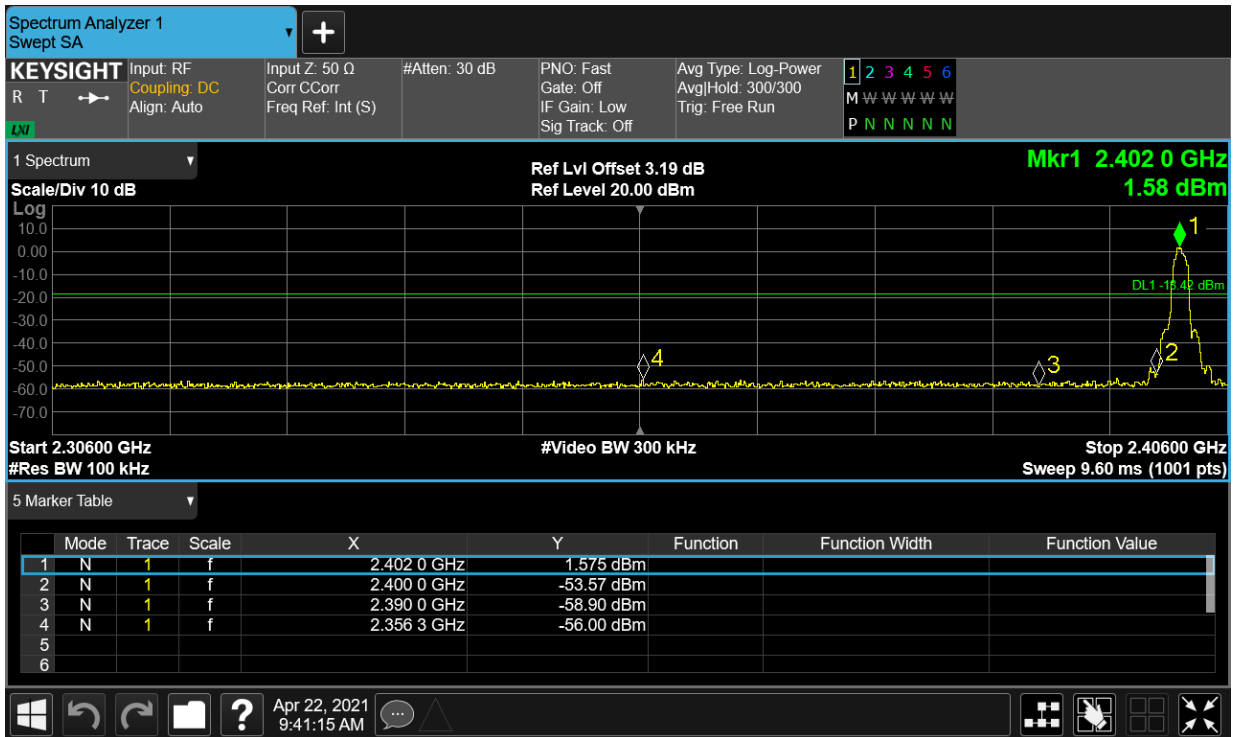 Spectrum Analyzer 1
Swept SA
KEYSIGHT
R T
LXI
Input: RF
Coupling: DC
Align: Auto
Input Z: 50 Ω
Corr CCorr
Freq Ref: Int (S)
#Atten: 30 dB
PNO: Fast
Gate: Off
IF Gain: Low
Sig Track: Off
Avg Type: Log-Power
Avg|Hold: 300/300
Trig: Free Run
1 2 3 4 5 6
M W W W W W
P N N N N N
1 Spectrum
Scale/Div 10 dB
Ref Lvl Offset 3.19 dB
Ref Level 20.00 dBm
Mkr1 2.402 0 GHz
1.58 dBm
Log
10.0
0.00
-10.0
-20.0
-30.0
-40.0
-50.0
-60.0
-70.0
1
DL1 -18.42 dBm
2
3
4
Start 2.30600 GHz
#Res BW 100 kHz
#Video BW 300 kHz
Stop 2.40600 GHz
Sweep 9.60 ms (1001 pts)
5 Marker Table
Mode Trace Scale X Y Function Function Width Function Value
1 N 1 f 2.402 0 GHz 1.575 dBm
2 N 1 f 2.400 0 GHz -53.57 dBm
3 N 1 f 2.390 0 GHz -58.90 dBm
4 N 1 f 2.356 3 GHz -56.00 dBm
5
6
?
Apr 22, 2021
9:41:15 AM